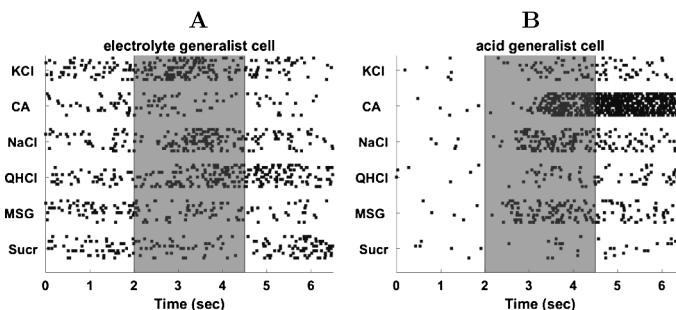 A
B
electrolyte generalist cell
acid generalist cell
KCl
CA
NaCl
QHCl
MSG
Sucr
0 1 2 3 4 5 6
Time (sec)
KCl
CA
NaCl
QHCl
MSG
Sucr
0 1 2 3 4 5 6
Time (sec)